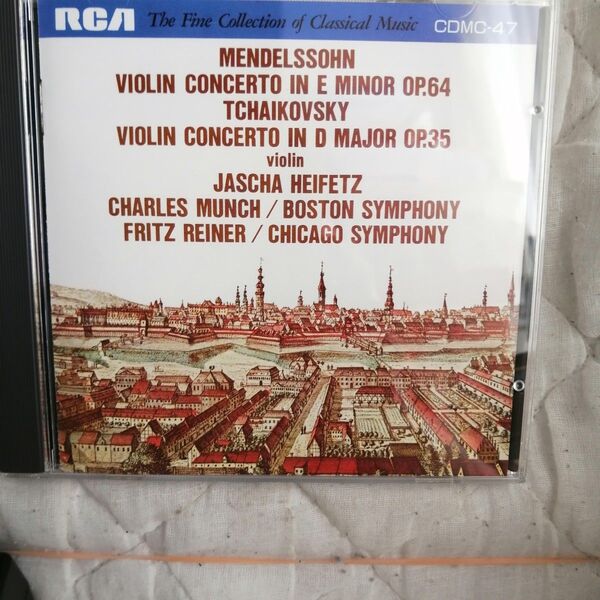 RCA The Fine Collection of Classical Music CDMC-47
MENDELSSOHN
VIOLIN CONCERTO IN E MINOR OP.64
TCHAIKOVSKY
VIOLIN CONCERTO IN D MAJOR OP.35
violin
JASCHA HEIFETZ
CHARLES MUNCH / BOSTON SYMPHONY
FRITZ REINER / CHICAGO SYMPHONY